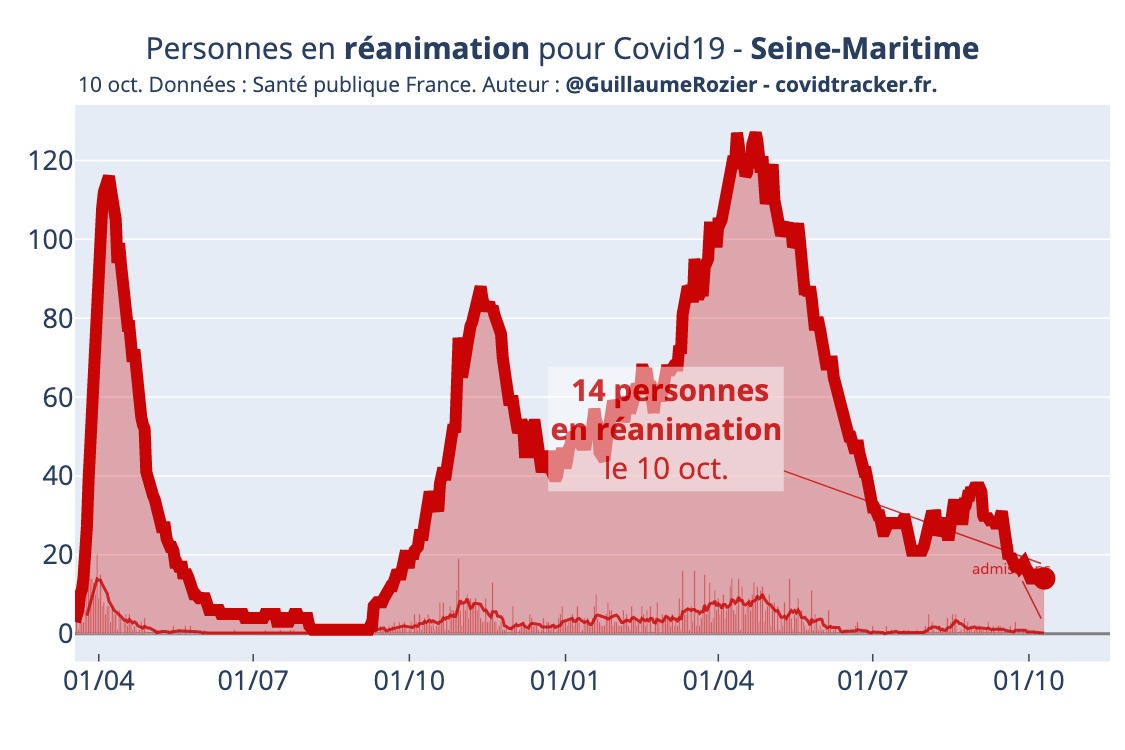 Personnes en réanimation pour Covid19 - Seine-Maritime
10 oct. Données : Santé publique France. Auteur : @GuillaumeRozier - covidtracker.fr.
120
100
80
60
40
20
0
14 personnes
en réanimation
le 10 oct.
01/04 01/07 01/10 01/01 01/04 01/07 01/10